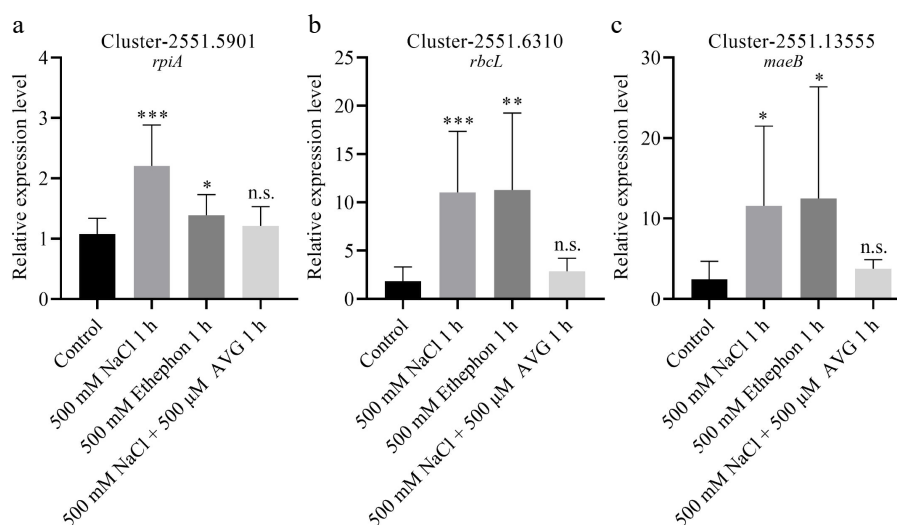 a
Cluster-2551.5901
rpiA
Relative expression level
4
3
2
1
0
***
*
n.s.
Control
500 mM NaCl 1 h
500 mM Ethephon 1 h
500 mM NaCl + 500 μM AVG 1 h
b
Cluster-2551.6310
rbcL
Relative expression level
25
20
15
10
5
0
***
**
n.s.
Control
500 mM NaCl 1 h
500 mM Ethephon 1 h
500 mM NaCl + 500 μM AVG 1 h
c
Cluster-2551.13555
maeB
Relative expression level
30
20
10
0
*
*
n.s.
Control
500 mM NaCl 1 h
500 mM Ethephon 1 h
500 mM NaCl + 500 μM AVG 1 h